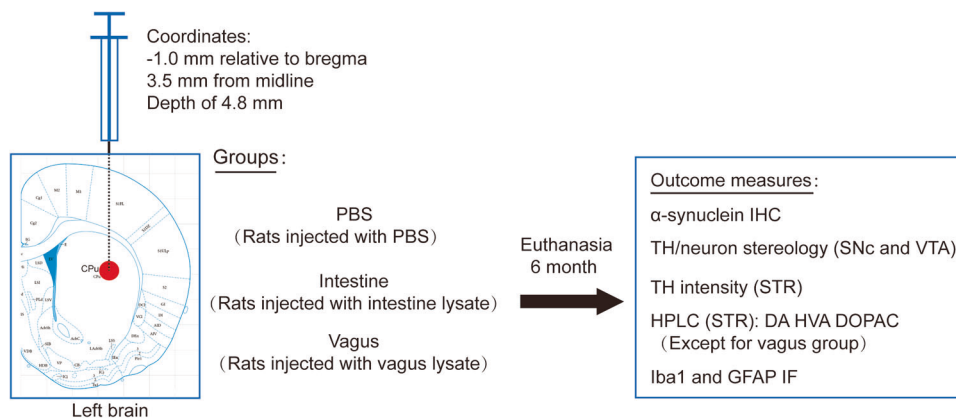 Coordinates:
-1.0 mm relative to bregma
3.5 mm from midline
Depth of 4.8 mm
Groups:
PBS
(Rats injected with PBS)
Intestine
(Rats injected with intestine lysate)
Vagus
(Rats injected with vagus lysate)
CPu
Left brain
Euthanasia
6 month
Outcome measures:
α-synuclein IHC
TH/neuron stereology (SNc and VTA)
TH intensity (STR)
HPLC (STR): DA HVA DOPAC
(Except for vagus group)
Iba1 and GFAP IF